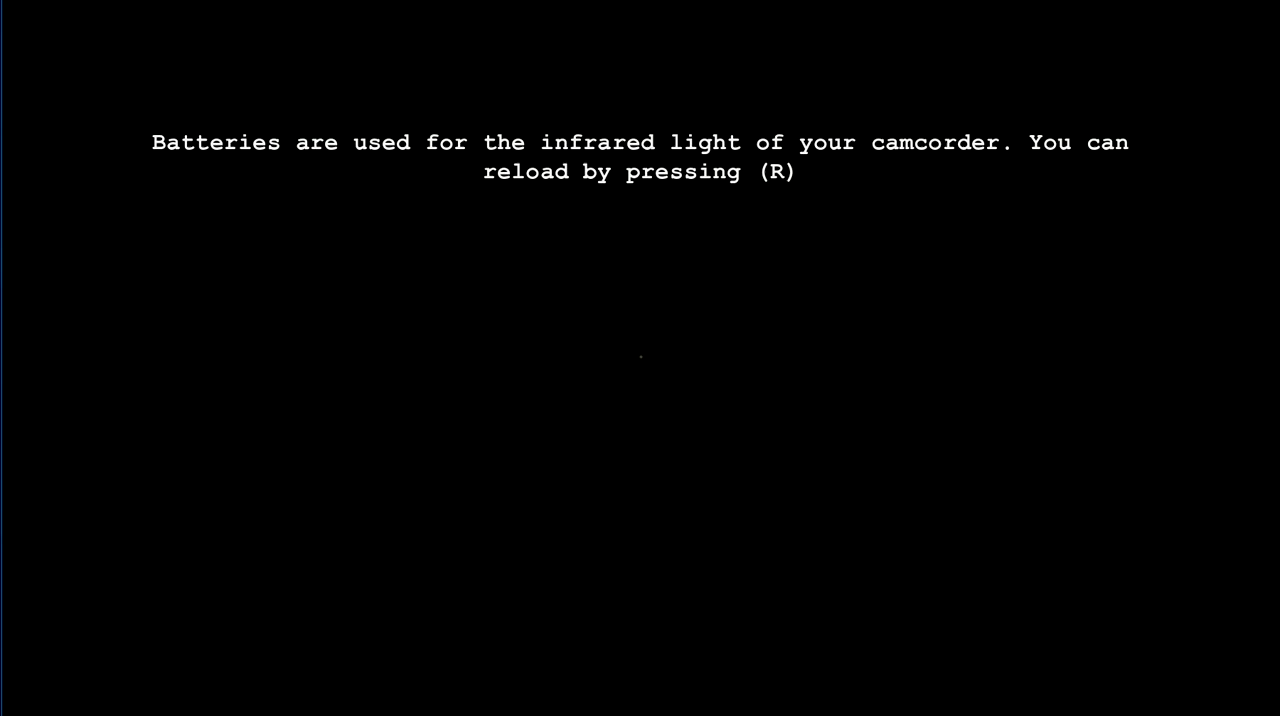 Batteries are used for the infrared light of your camcorder. You can
reload by pressing (R)